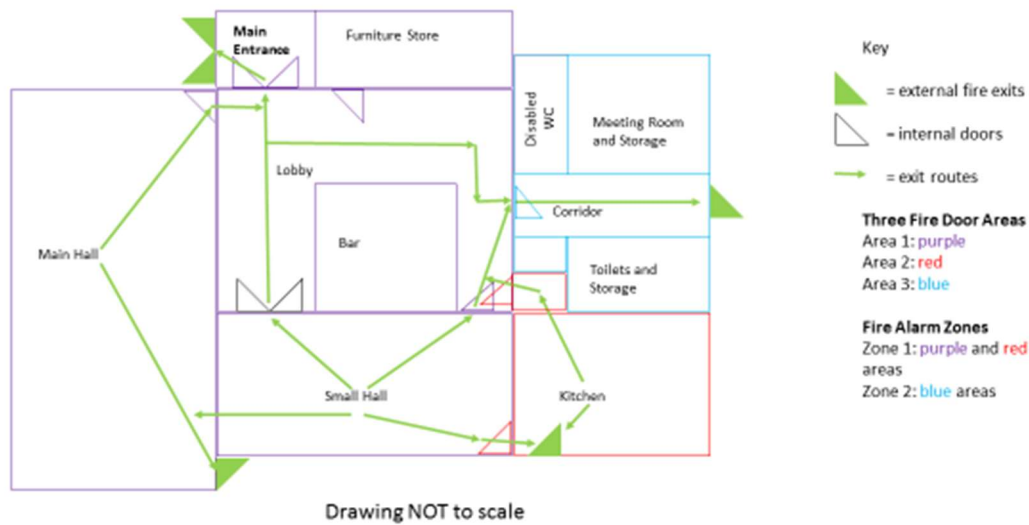 Main
Entrance
Furniture Store
Disabled
WC
Meeting Room
and Storage
Lobby
Corridor
Bar
Main Hall
Toilets and
Storage
Small Hall
Kitchen
Key
= external fire exits
= internal doors
= exit routes
Three Fire Door Areas
Area 1: purple
Area 2: red
Area 3: blue
Fire Alarm Zones
Zone 1: purple and red
areas
Zone 2: blue areas
Drawing NOT to scale